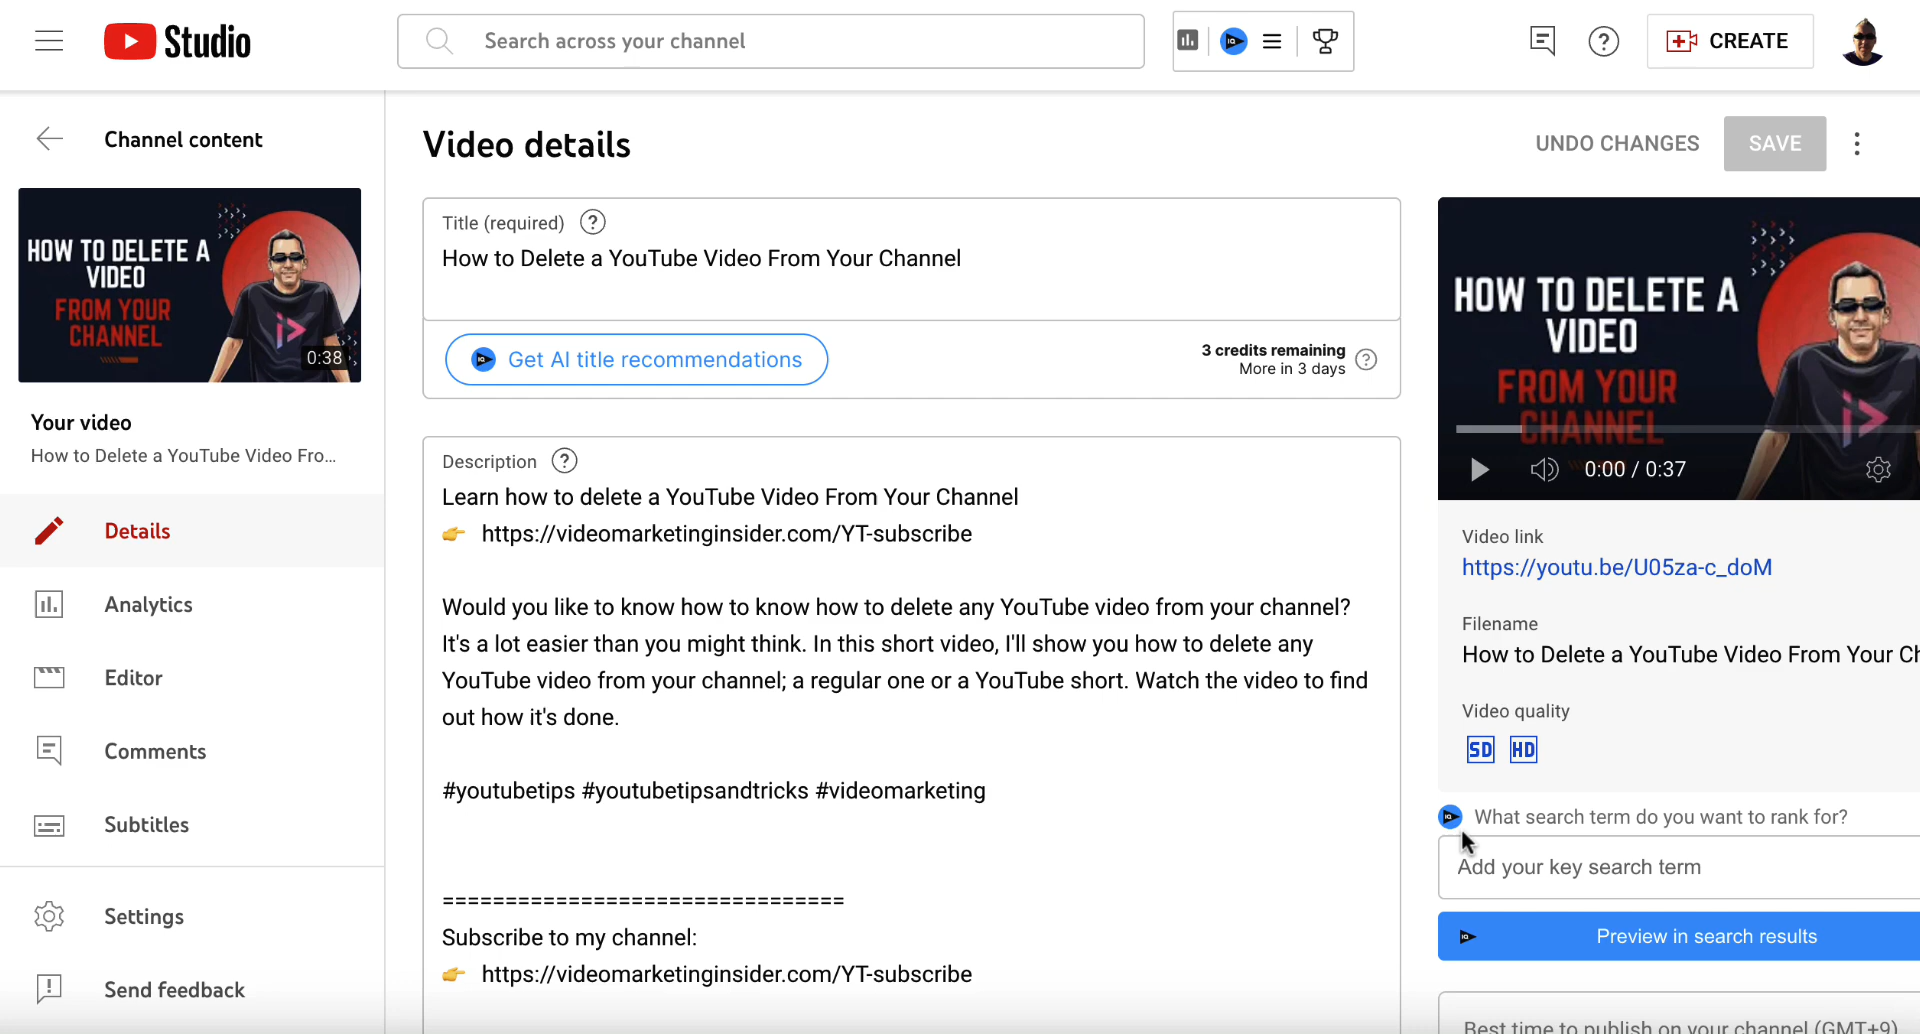 Studio
Search across your channel
CREATE
Channel content
HOW TO DELETE A
VIDEO
FROM YOUR
CHANNEL
0:38
Your video
How to Delete a YouTube Video Fro...
Details
Analytics
Editor
Comments
Subtitles
Settings
Send feedback
Video details
UNDO CHANGES
SAVE
Title (required)
How to Delete a YouTube Video From Your Channel
Get AI title recommendations
3 credits remaining
More in 3 days
Description
Learn how to delete a YouTube Video From Your Channel
👉 https://videomarketinginsider.com/YT-subscribe
Would you like to know how to know how to delete any YouTube video from your channel?
It's a lot easier than you might think. In this short video, I'll show you how to delete any
YouTube video from your channel; a regular one or a YouTube short. Watch the video to find
out how it's done.
#youtubetips #youtubetipsandtricks #videomarketing
================================
Subscribe to my channel:
👉 https://videomarketinginsider.com/YT-subscribe
HOW TO DELETE A
VIDEO
FROM YOUR
CHANNEL
0:00 / 0:37
Video link
https://youtu.be/U05za-c_doM
Filename
How to Delete a YouTube Video From Your Ch
Video quality
SD HD
What search term do you want to rank for?
Add your key search term
Preview in search results
Best time to publish on your channel (GMT+9)